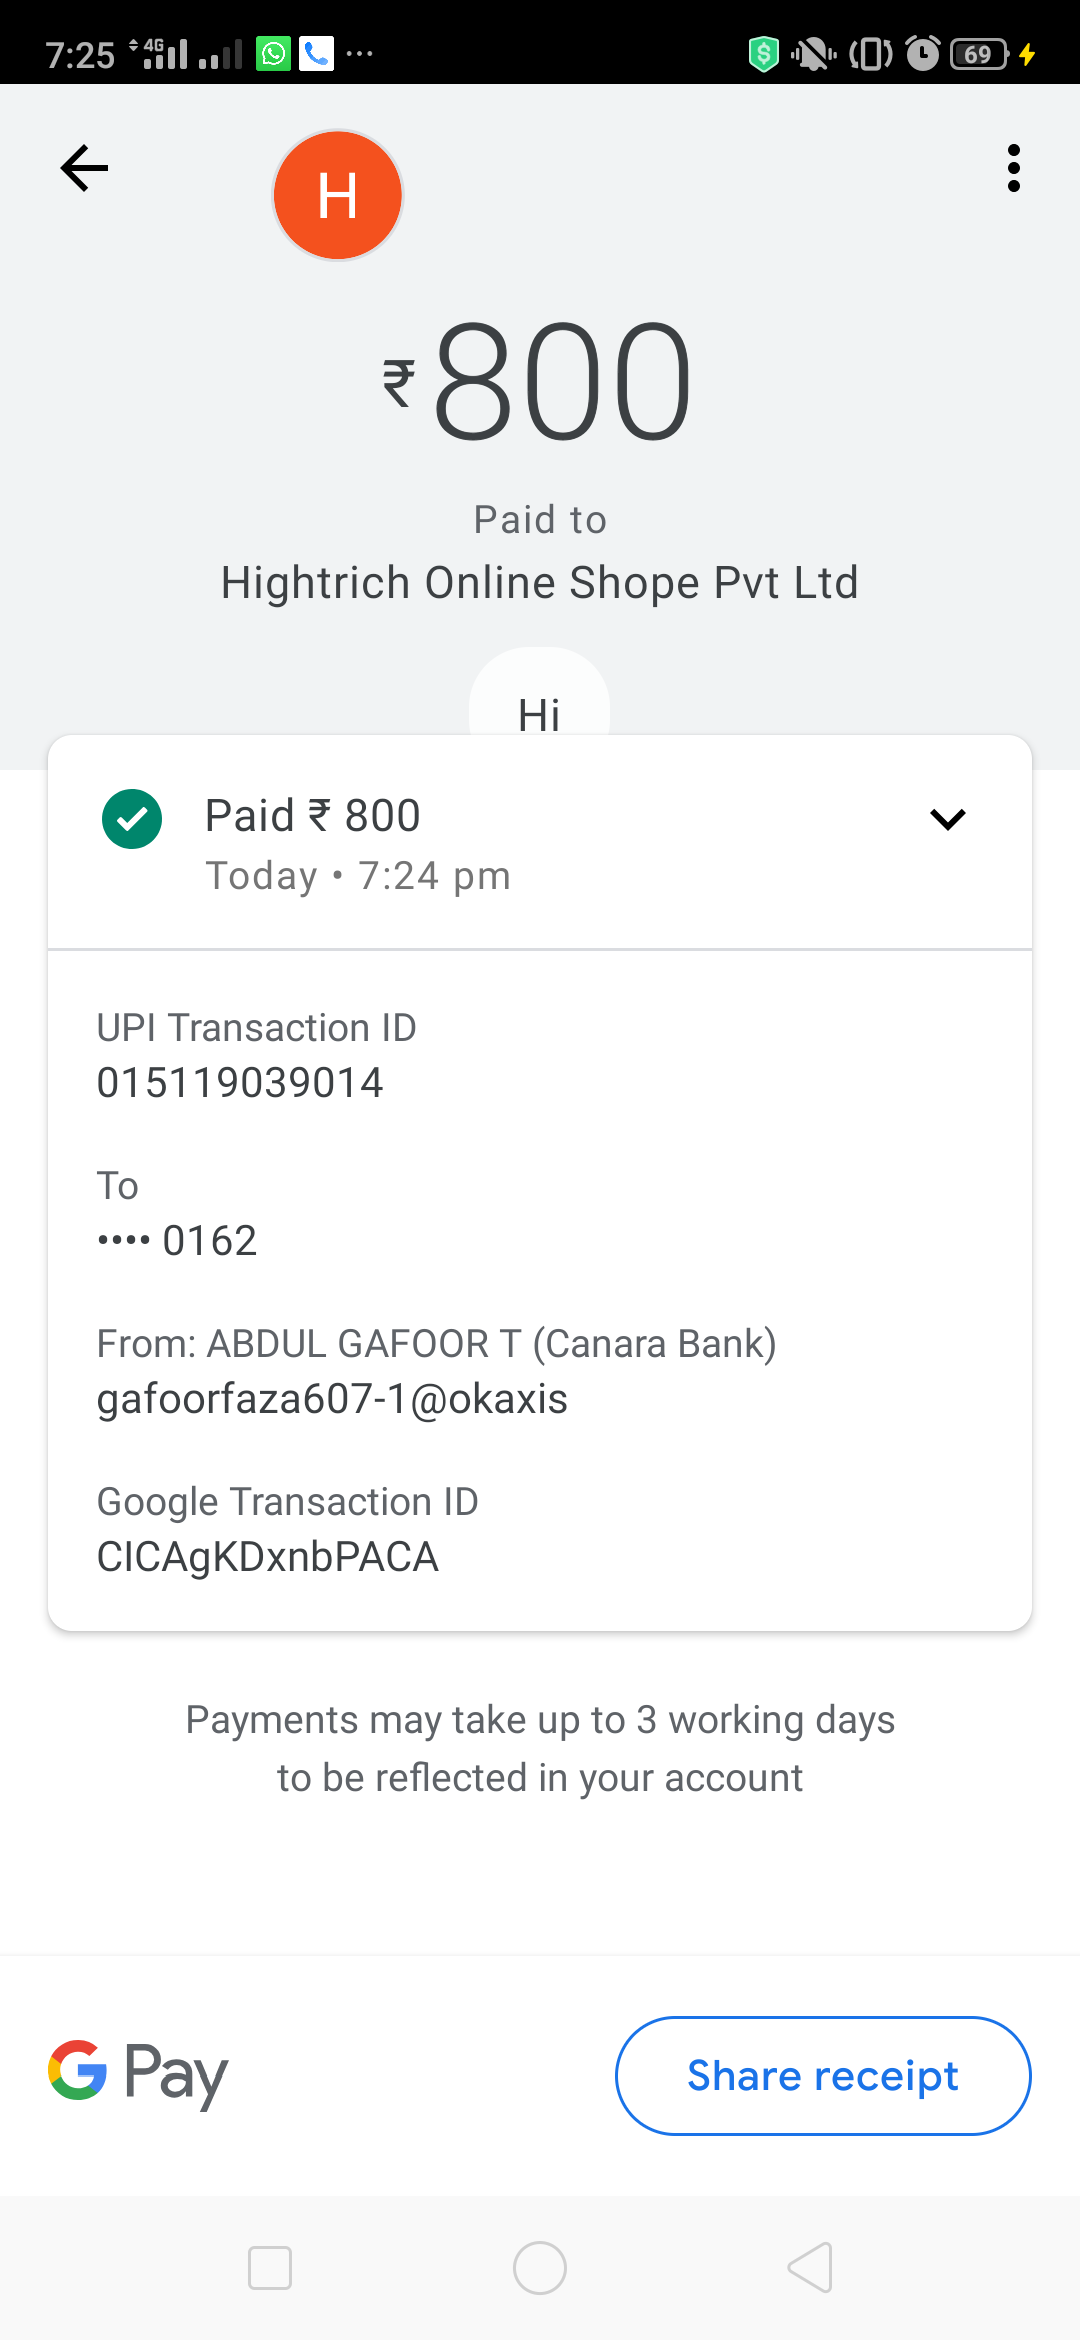 7:25 4G 69
H
₹800
Paid to
Hightrich Online Shope Pvt Ltd
Hi
Paid ₹ 800
Today • 7:24 pm
UPI Transaction ID
015119039014
To
•••• 0162
From: ABDUL GAFOOR T (Canara Bank)
gafoorfaza607-1@okaxis
Google Transaction ID
CICAgKDxnbPACA
Payments may take up to 3 working days
to be reflected in your account
G Pay
Share receipt